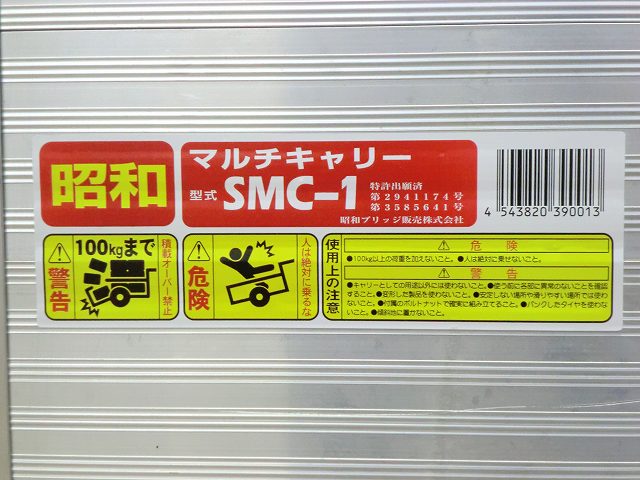 昭和
マルチキャリー
型式 SMC-1
特許出願済
第2941174号
第3585641号
昭和ブリッジ販売株式会社
4 543820 390013
警告
100kgまで
積載オーバー禁止
危険
人は絶対に乗るな
使用上の注意
危険
●100kg以上の荷重を加えないこと。●人は絶対に乗せないこと。
警告
●キャリーとしての用途以外には使わないこと。●使う前に各部に異常のないことを確認
すること。●変形した製品を使わないこと。●安定しない場所や滑りやすい場所では使わ
ないこと。●付属のボルトナットで確実に組み立てること。●パンクしたタイヤを使わな
いこと。●傾斜地に置かないこと。